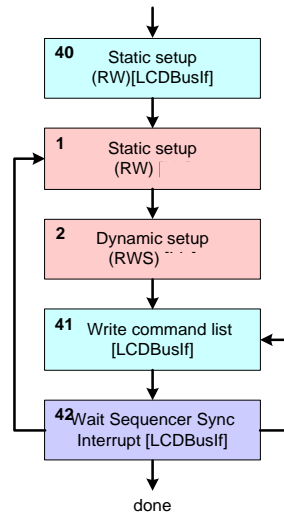 40
Static setup
(RW)[LCDBusIf]
1
Static setup
(RW)
2
Dynamic setup
(RWS)
41
Write command list
[LCDBusIf]
42
Wait Sequencer Sync
Interrupt [LCDBusIf]
done